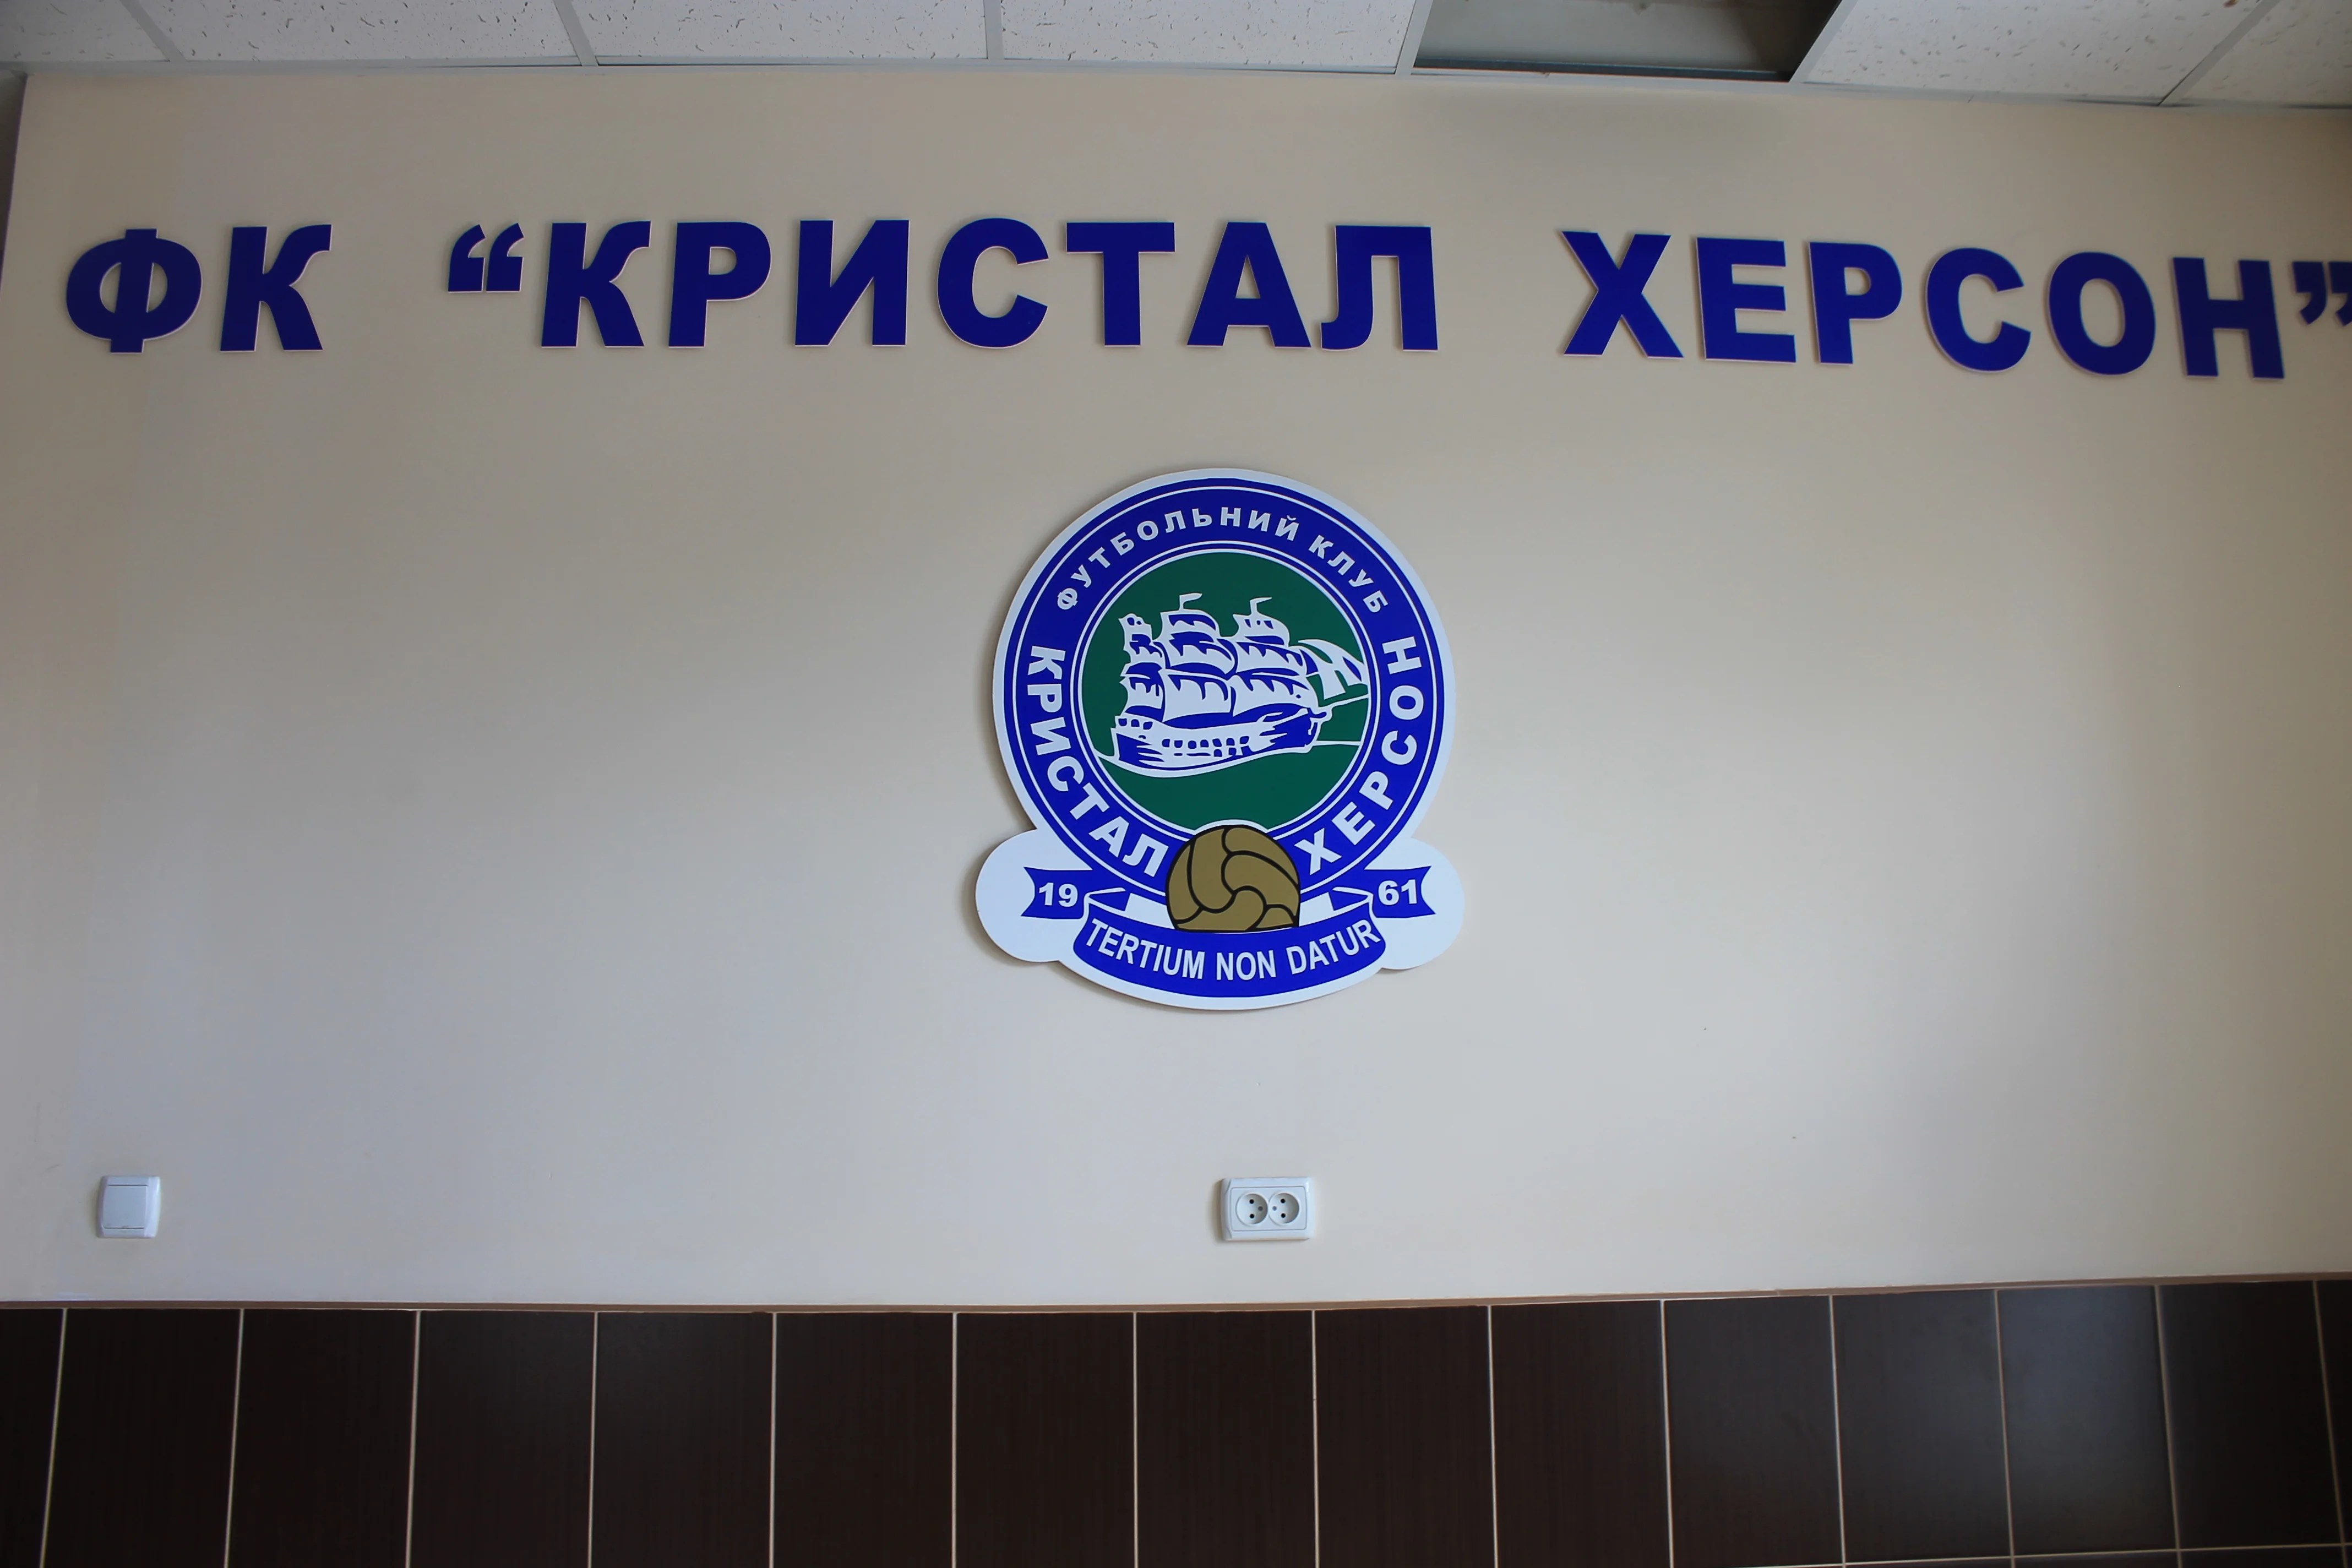 ФК “КРИСТАЛ ХЕРСОН”
ФУТБОЛЬНИЙ КЛУБ
КРИСТАЛ ХЕРСОН
19 61
TERTIUM NON DATUR